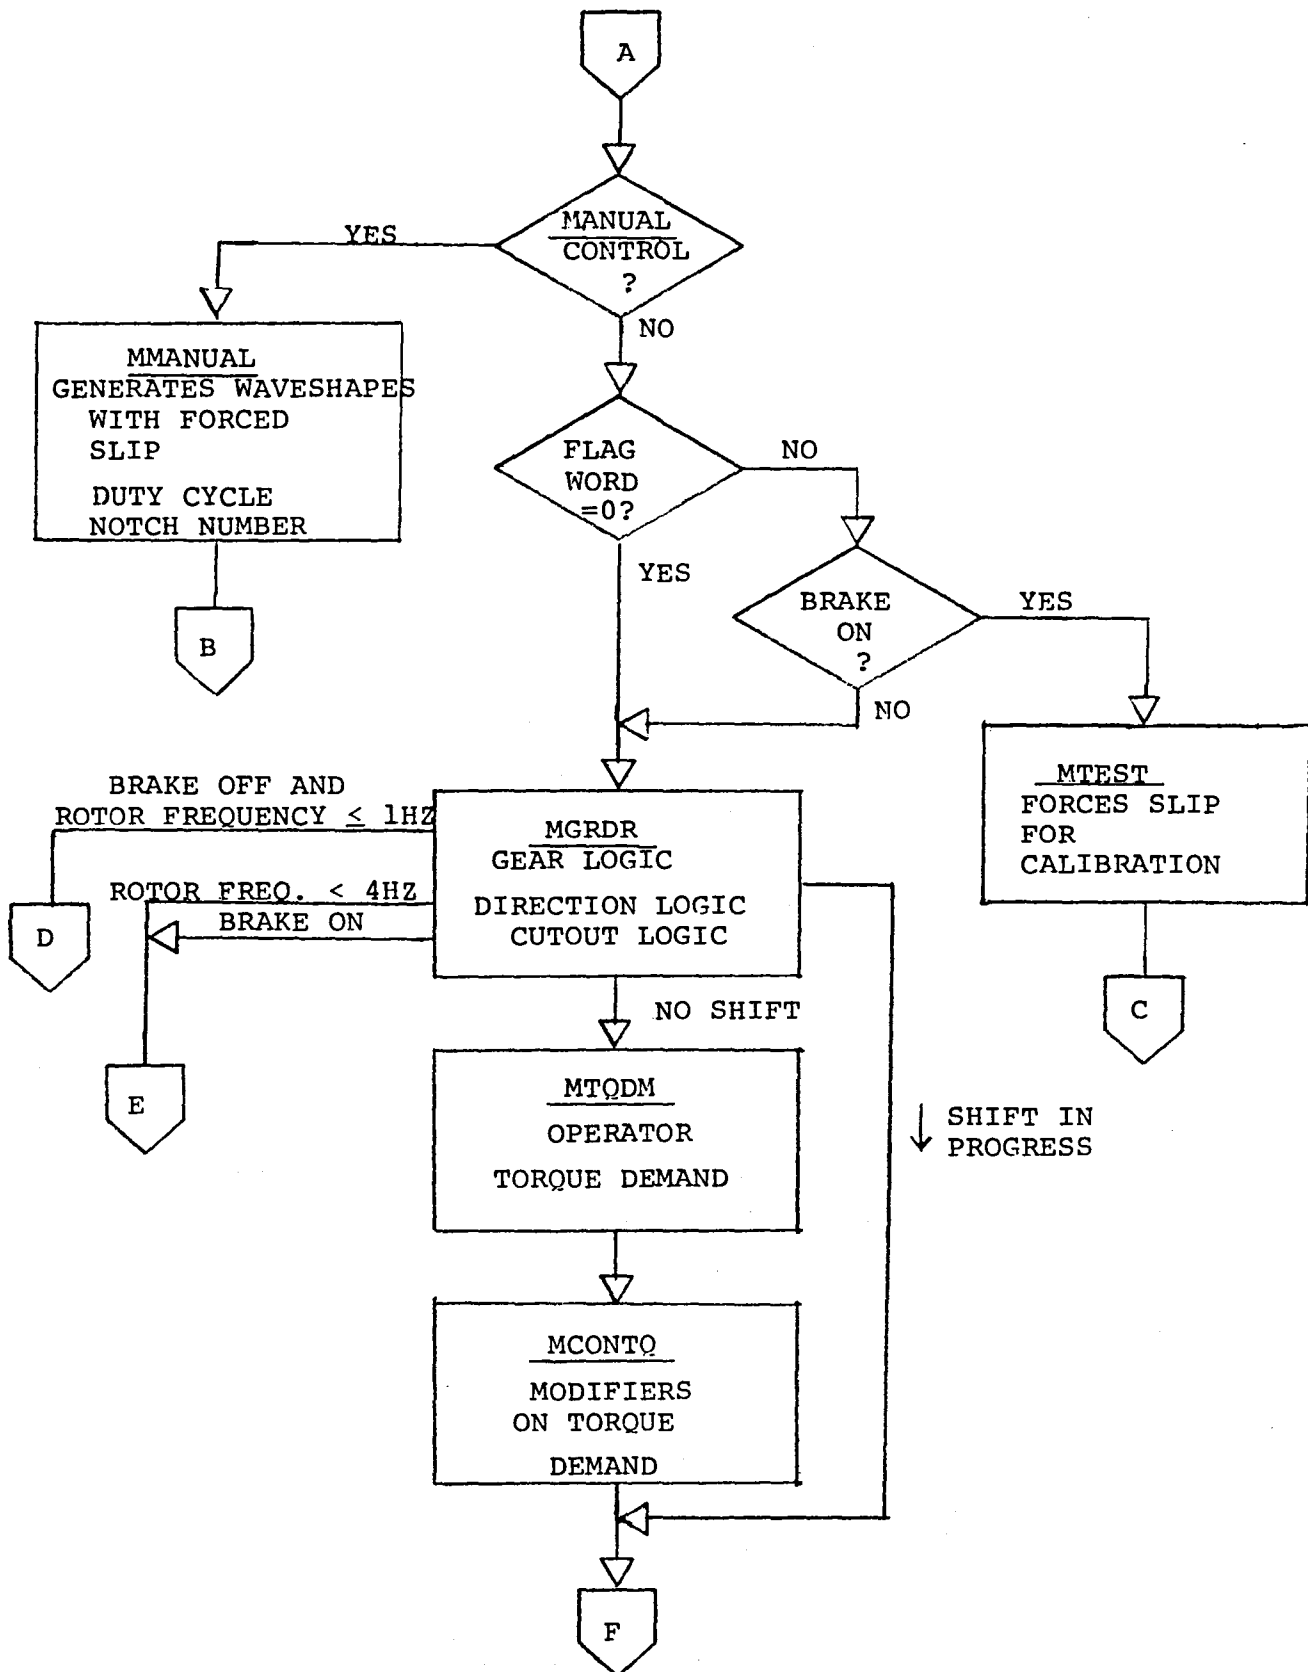 A
MANUAL
CONTROL
?
YES
NO
MMANUAL
GENERATES WAVESHAPES
WITH FORCED
SLIP
DUTY CYCLE
NOTCH NUMBER
B
FLAG
WORD
=0?
NO
YES
BRAKE
ON
?
YES
NO
MTEST
FORCES SLIP
FOR
CALIBRATION
C
BRAKE OFF AND
ROTOR FREQUENCY ≤ 1HZ
D
ROTOR FREQ. < 4HZ
BRAKE ON
E
MGRDR
GEAR LOGIC
DIRECTION LOGIC
CUTOUT LOGIC
NO SHIFT
MTQDM
OPERATOR
TORQUE DEMAND
↓ SHIFT IN
PROGRESS
MCONTQ
MODIFIERS
ON TORQUE
DEMAND
F